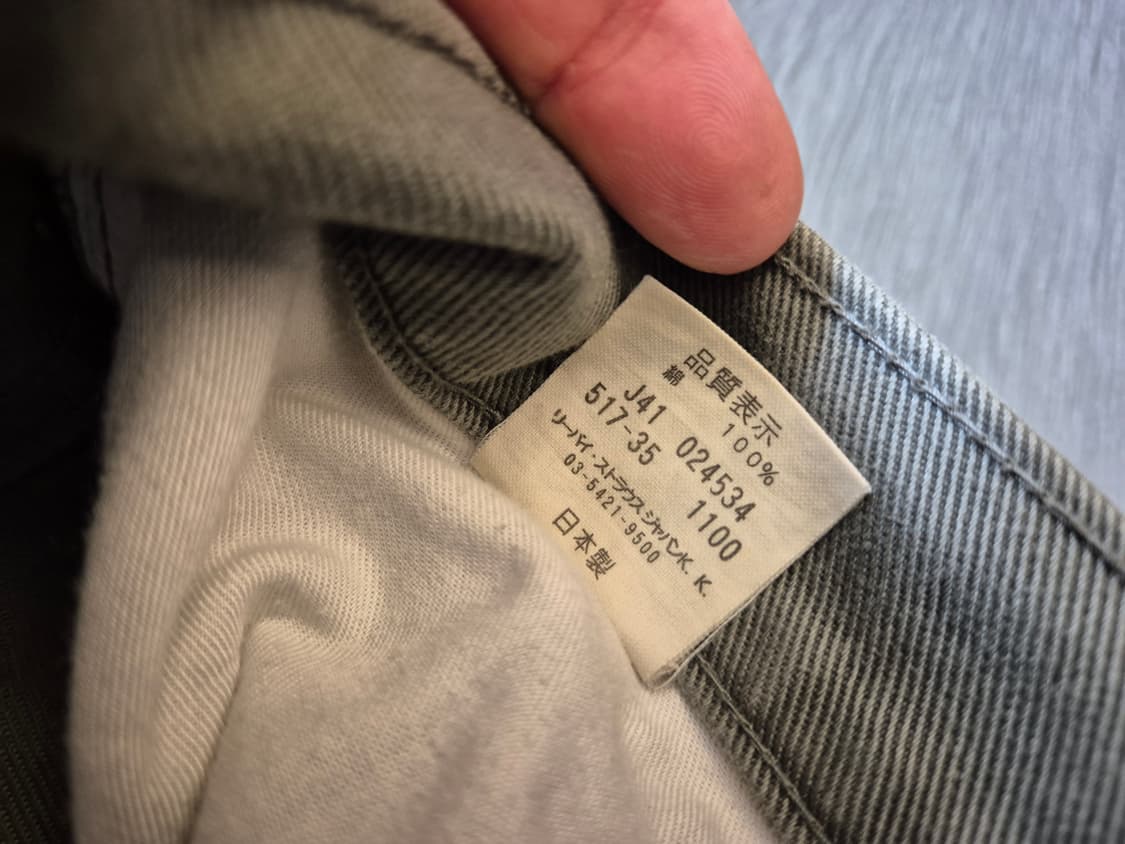 品質表示
綿 100%
J41 024534
517-35 1100
リーバイ・ストラウスジャパンK.K.
03-5421-9500
日本製